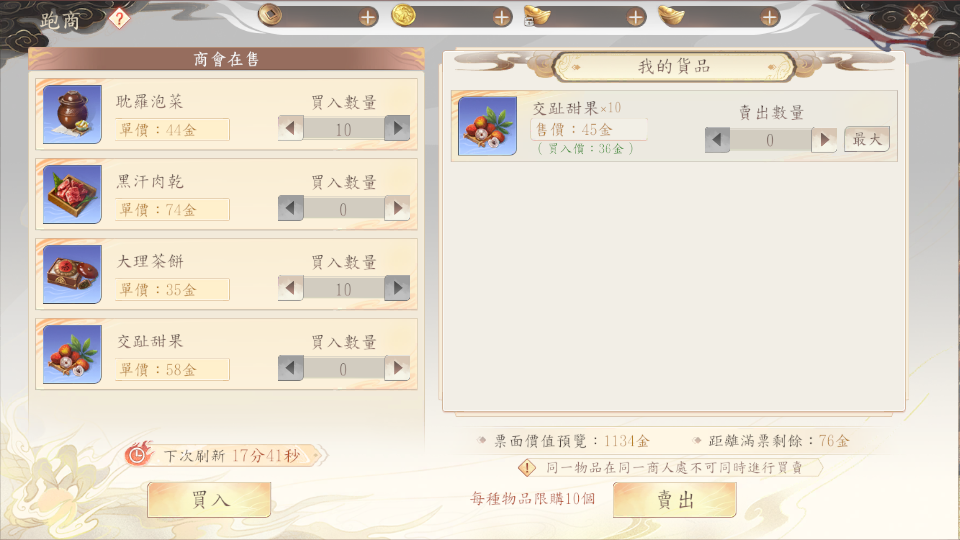 跑商
?
商會在售
耽羅泡菜
買入數量
單價：44金
10
黑汗肉乾
買入數量
單價：74金
0
大理茶餅
買入數量
單價：35金
10
交趾甜果
買入數量
單價：58金
0
下次刷新 17分41秒
買入
我的貨品
交趾甜果×10
賣出數量
售價：45金
0
最大
(買入價：36金)
票面價值預覽：1134金
距離滿票剩餘：76金
同一物品在同一商人處不可同時進行買賣
每種物品限購10個
賣出